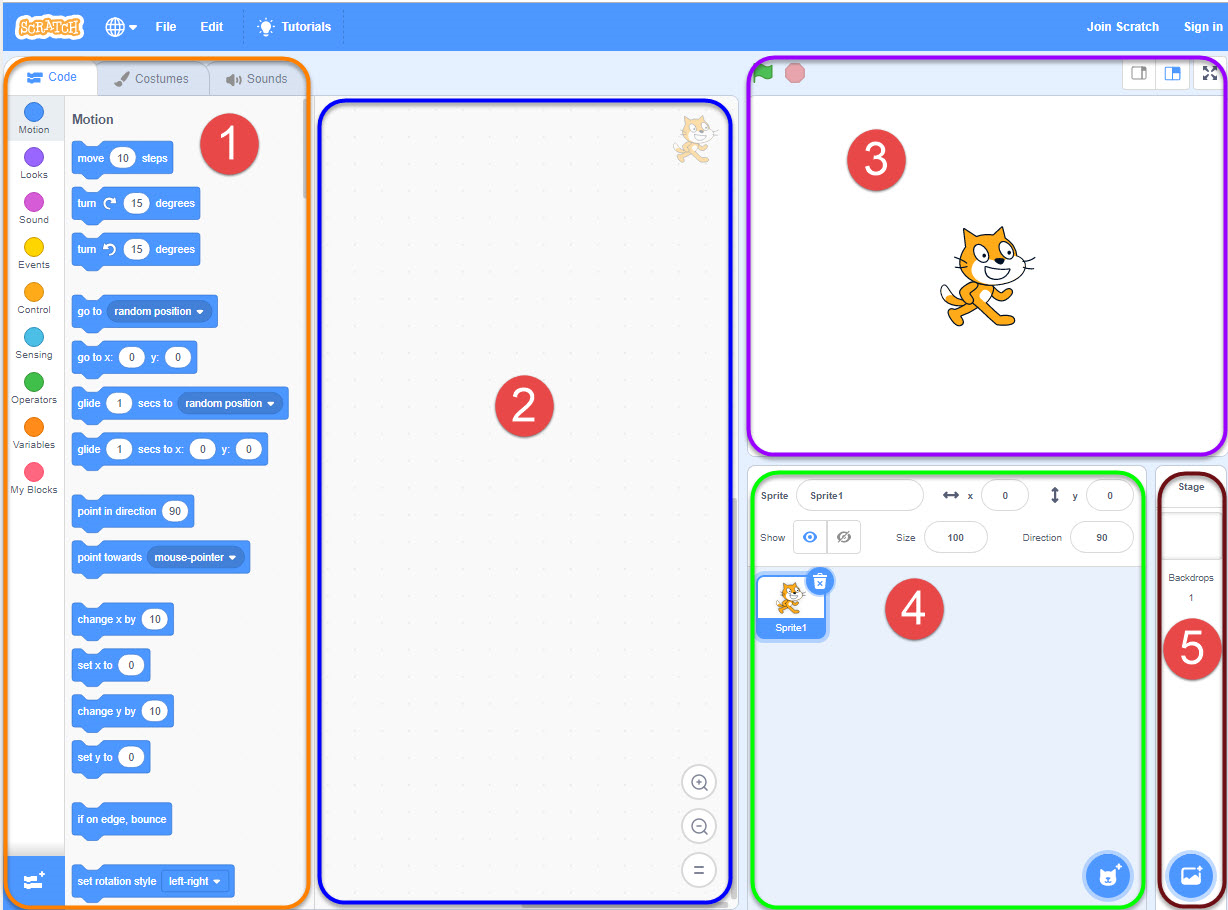 SCRATCH File Edit Tutorials Join Scratch Sign in
Code Costumes Sounds
Motion
Looks
Sound
Events
Control
Sensing
Operators
Variables
My Blocks
Motion
1
move 10 steps
turn 15 degrees
turn 15 degrees
go to random position
go to x: 0 y: 0
glide 1 secs to random position
glide 1 secs to x: 0 y: 0
point in direction 90
point towards mouse-pointer
change x by 10
set x to 0
change y by 10
set y to 0
if on edge, bounce
set rotation style left-right
2
3
Sprite Sprite1 x 0 y 0
Show Size 100 Direction 90
Sprite1
4
Stage
Backdrops
1
5